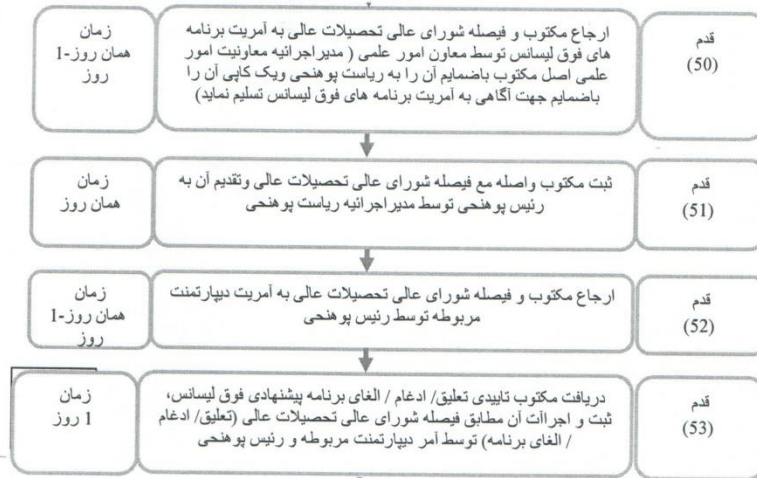 قدم
(50)
ارجاع مکتوب و فیصله شورای عالی تحصیلات عالی به آمریت برنامه
های فوق لیسانس توسط معاون امور علمی ( مدیراجرائیه معاونیت امور
علمی اصل مکتوب باضمایم آن را به ریاست پوهنحی ویک کاپی آن را
باضمایم جهت آگاهی به آمریت برنامه های فوق لیسانس تسلیم نماید)
زمان
همان روز-1
روز
قدم
(51)
ثبت مکتوب واصله مع فیصله شورای عالی تحصیلات عالی وتقدیم آن به
رئیس پوهنحی توسط مدیراجرائیه ریاست پوهنحی
زمان
همان روز
قدم
(52)
ارجاع مکتوب و فیصله شورای عالی تحصیلات عالی به آمریت دیپارتمنت
مربوطه توسط رئیس پوهنحی
زمان
همان روز-1
روز
قدم
(53)
دریافت مکتوب تاییدی تعلیق/ ادغام / الغای برنامه پیشنهادی فوق لیسانس،
ثبت و اجراآت آن مطابق فیصله شورای عالی تحصیلات عالی (تعلیق/ ادغام
/ الغای برنامه) توسط آمر دیپارتمنت مربوطه و رئیس پوهنحی
زمان
1 روز